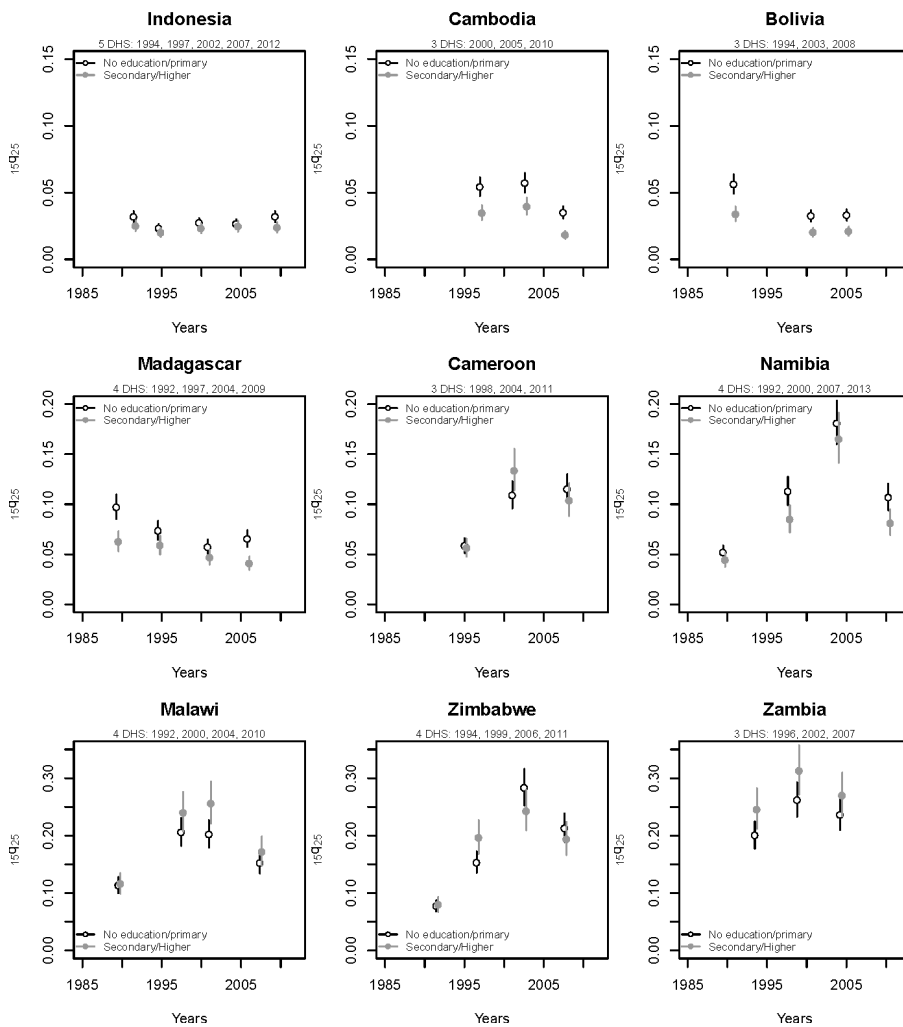 Indonesia
5 DHS: 1994, 1997, 2002, 2007, 2012
No education/primary
Secondary/Higher
15q25
0.15
0.10
0.05
0.00
1985 1995 2005
Years
Cambodia
3 DHS: 2000, 2005, 2010
No education/primary
Secondary/Higher
15q25
0.15
0.10
0.05
0.00
1985 1995 2005
Years
Bolivia
3 DHS: 1994, 2003, 2008
No education/primary
Secondary/Higher
15q25
0.15
0.10
0.05
0.00
1985 1995 2005
Years
Madagascar
4 DHS: 1992, 1997, 2004, 2009
No education/primary
Secondary/Higher
15q25
0.20
0.15
0.10
0.05
0.00
1985 1995 2005
Years
Cameroon
3 DHS: 1998, 2004, 2011
No education/primary
Secondary/Higher
15q25
0.20
0.15
0.10
0.05
0.00
1985 1995 2005
Years
Namibia
4 DHS: 1992, 2000, 2007, 2013
No education/primary
Secondary/Higher
15q25
0.20
0.15
0.10
0.05
0.00
1985 1995 2005
Years
Malawi
4 DHS: 1992, 2000, 2004, 2010
15q25
0.30
0.20
0.10
0.00
No education/primary
Secondary/Higher
1985 1995 2005
Years
Zimbabwe
4 DHS: 1994, 1999, 2006, 2011
15q25
0.30
0.20
0.10
0.00
No education/primary
Secondary/Higher
1985 1995 2005
Years
Zambia
3 DHS: 1996, 2002, 2007
15q25
0.30
0.20
0.10
0.00
No education/primary
Secondary/Higher
1985 1995 2005
Years